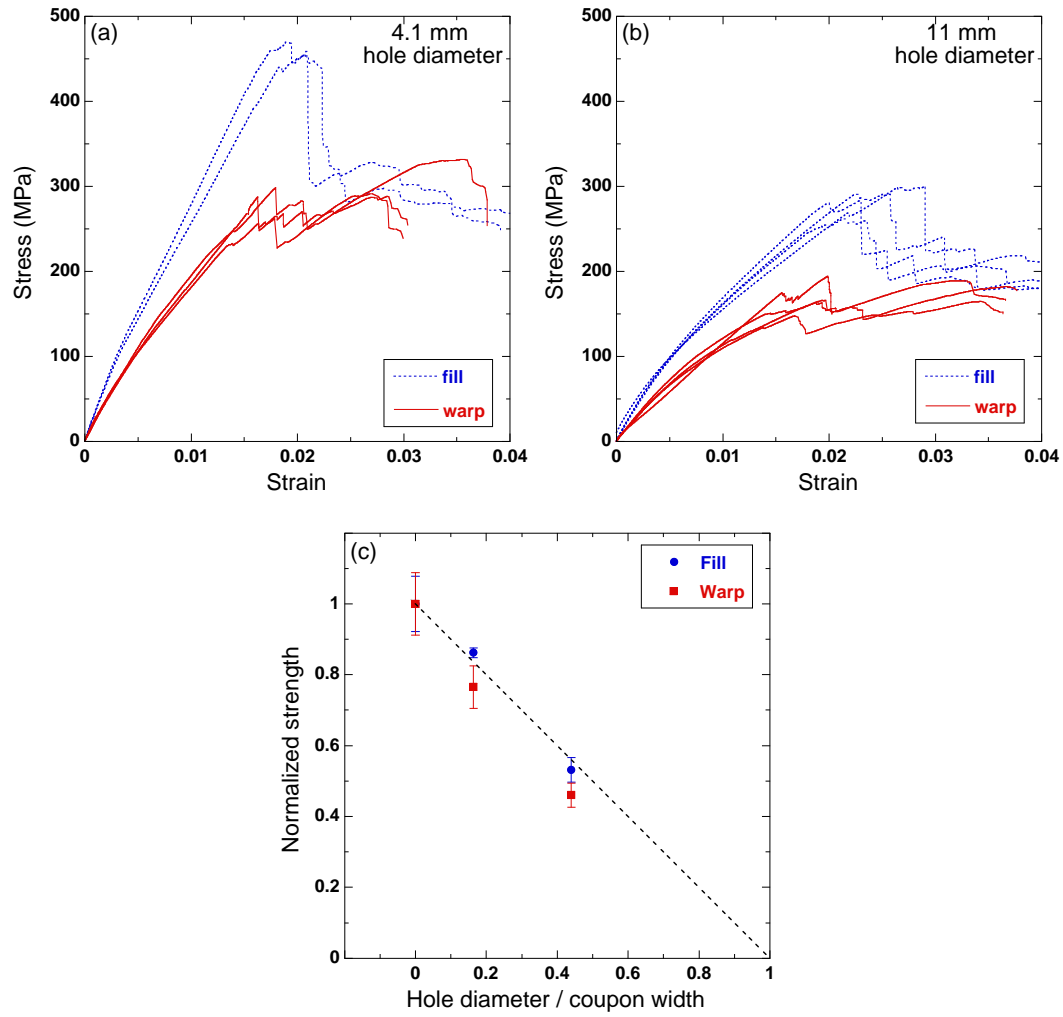 (a)
4.1 mm
hole diameter
500
400
300
200
100
0
Stress (MPa)
fill
warp
0
0.01
0.02
0.03
0.04
Strain
(b)
11 mm
hole diameter
500
400
300
200
100
0
Stress (MPa)
fill
warp
0
0.01
0.02
0.03
0.04
Strain
(c)
Fill
Warp
1
0.8
0.6
0.4
0.2
0
Normalized strength
0
0.2
0.4
0.6
0.8
1
Hole diameter / coupon width